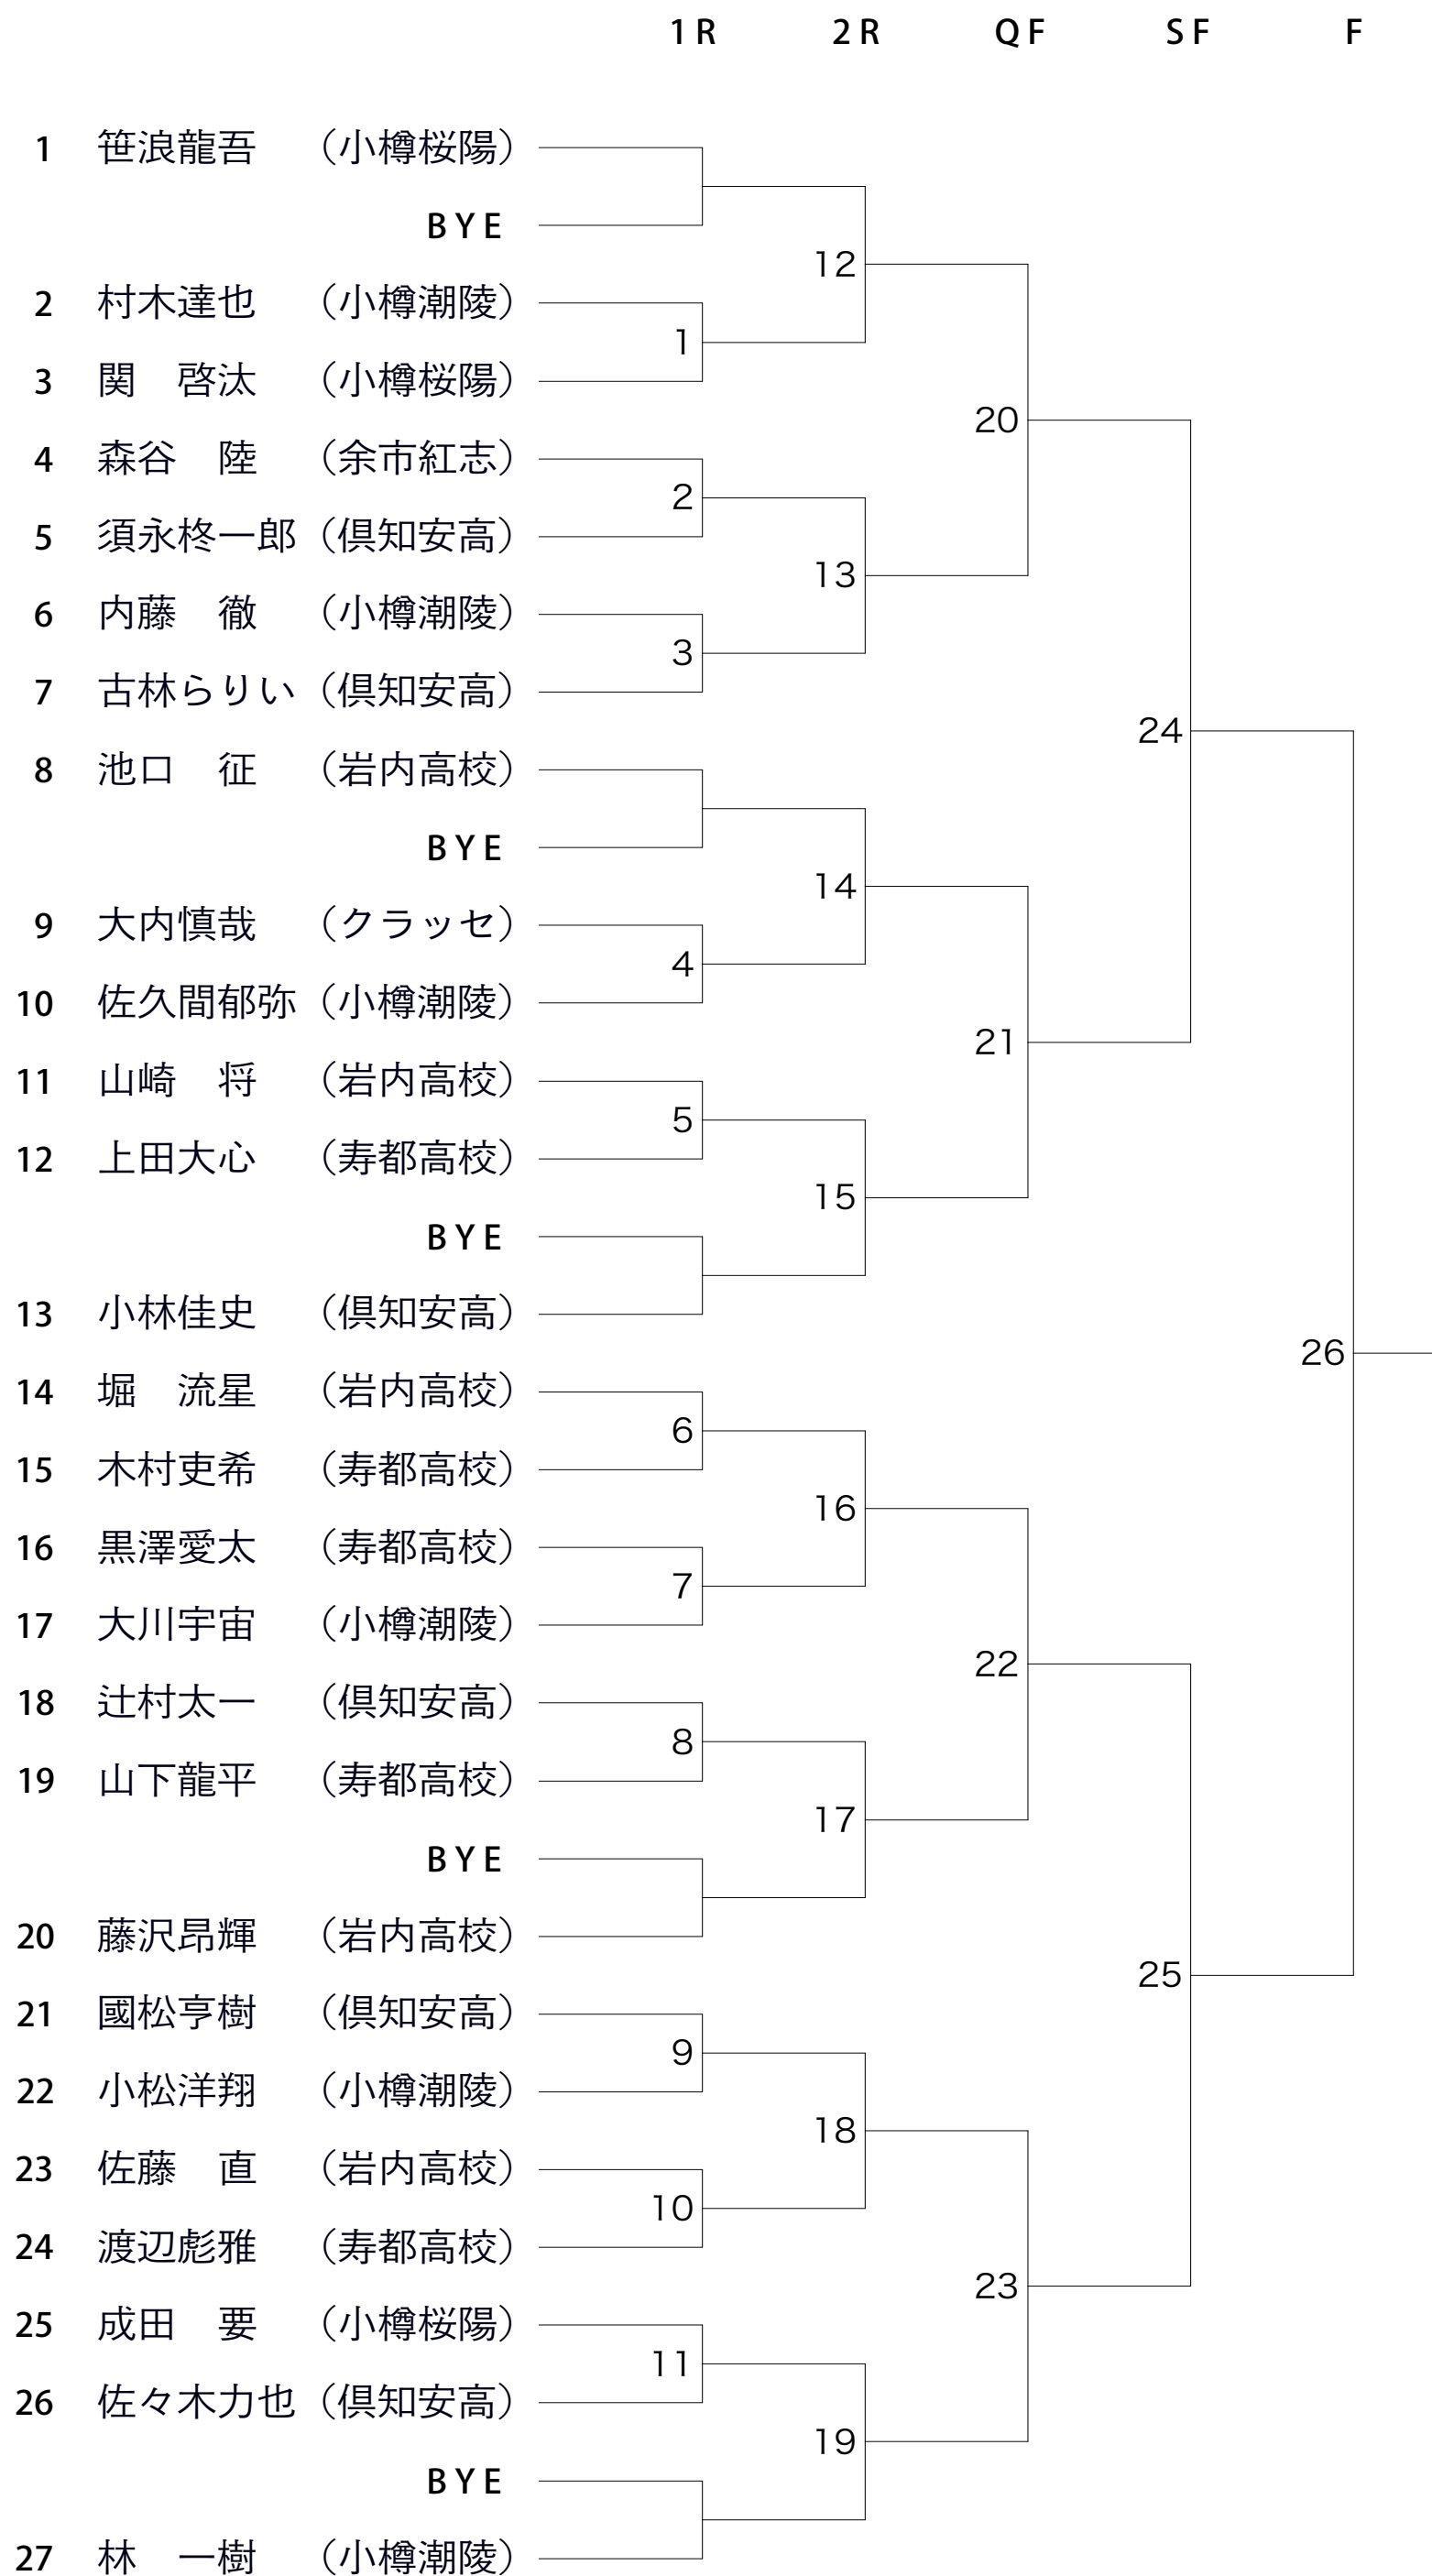 1R 2R QF SF F
1 笹浪龍吾 （小樽桜陽）
BYE
12
2 村木達也 （小樽潮陵）
1
3 関　啓汰 （小樽桜陽）
20
4 森谷　陸 （余市紅志）
2
5 須永柊一郎（倶知安高）
13
6 内藤　徹 （小樽潮陵）
3
7 古林らりい（倶知安高）
24
8 池口　征 （岩内高校）
BYE
14
9 大内慎哉 （クラッセ）
4
10 佐久間郁弥（小樽潮陵）
21
11 山崎　将 （岩内高校）
5
12 上田大心 （寿都高校）
15
BYE
13 小林佳史 （倶知安高）
26
14 堀　流星 （岩内高校）
6
15 木村吏希 （寿都高校）
16
16 黒澤愛太 （寿都高校）
7
17 大川宇宙 （小樽潮陵）
22
18 辻村太一 （倶知安高）
8
19 山下龍平 （寿都高校）
17
BYE
20 藤沢昂輝 （岩内高校）
25
21 國松亨樹 （倶知安高）
9
22 小松洋翔 （小樽潮陵）
18
23 佐藤　直 （岩内高校）
10
24 渡辺彪雅 （寿都高校）
23
25 成田　要 （小樽桜陽）
11
26 佐々木力也（倶知安高）
19
BYE
27 林　一樹 （小樽潮陵）